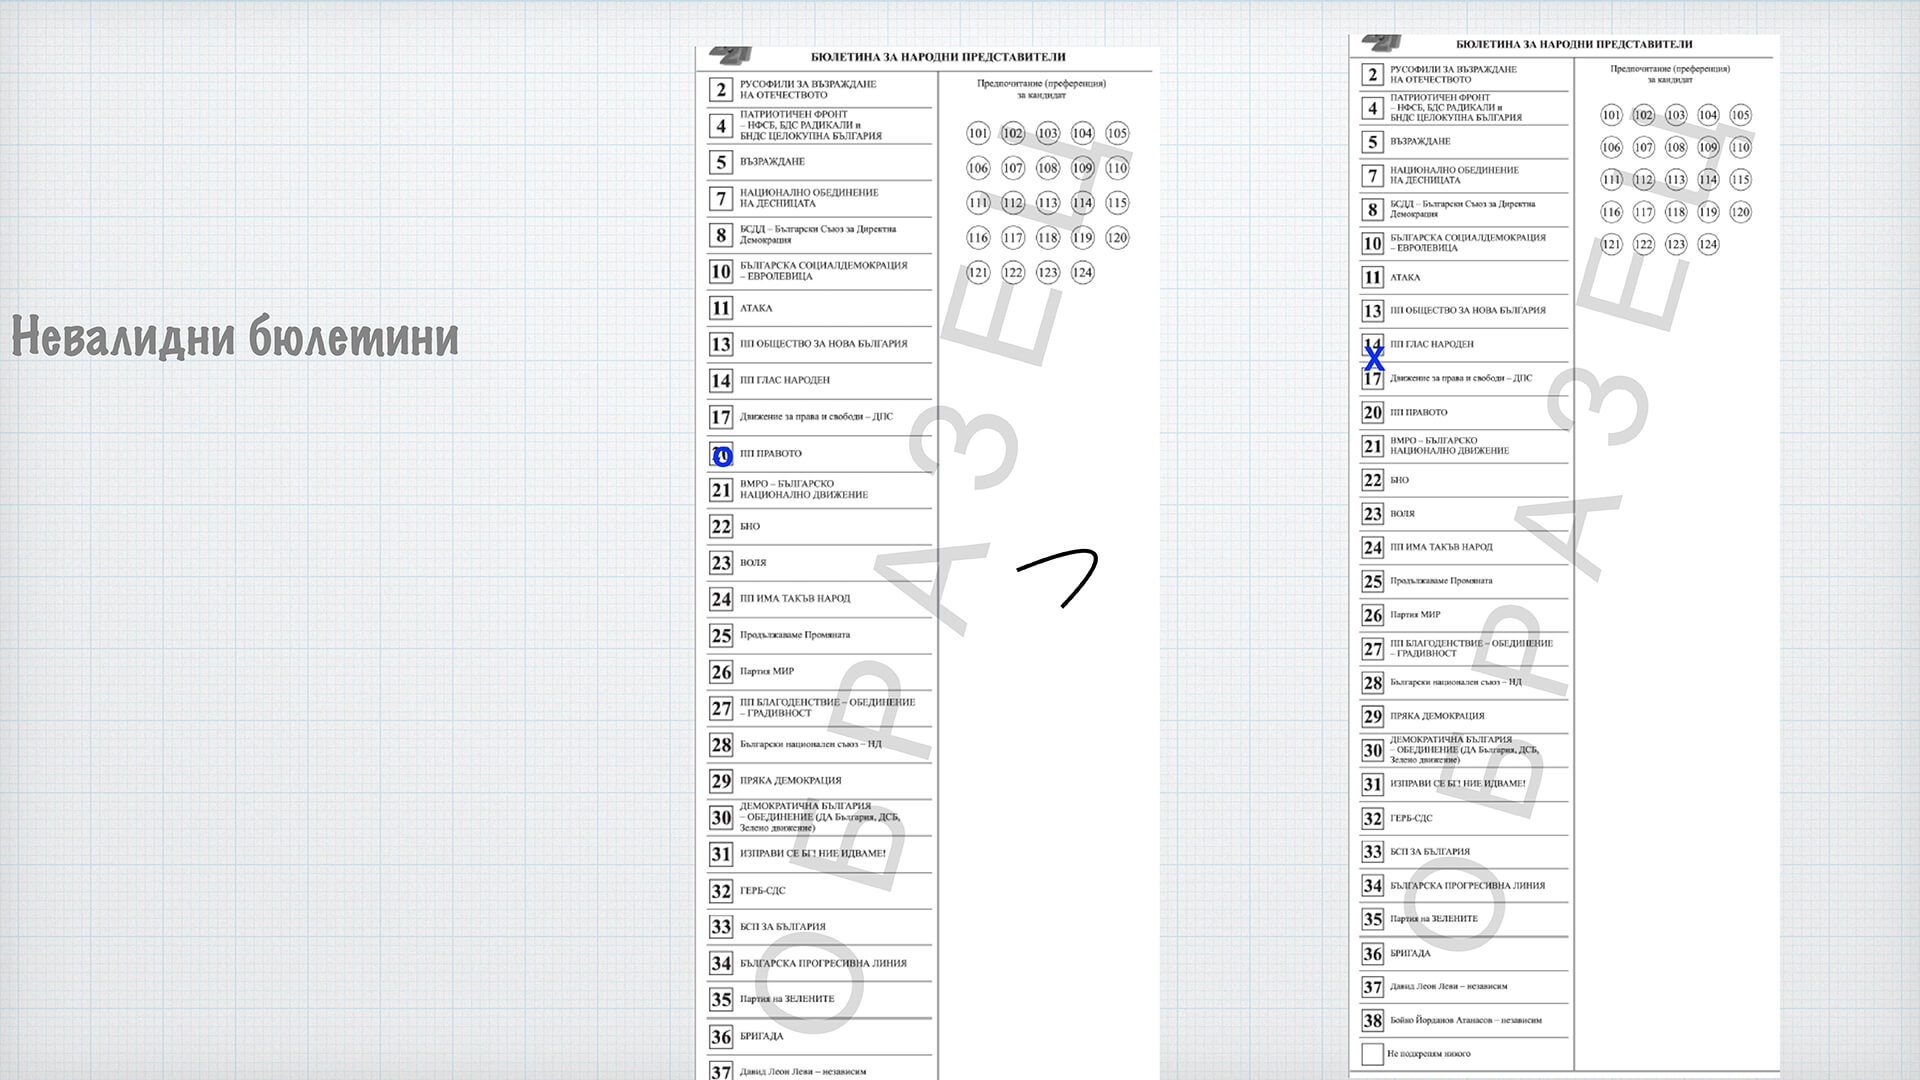 Невалидни бюлетини
БЮЛЕТИНА ЗА НАРОДНИ ПРЕДСТАВИТЕЛИ
2 РУСОФИЛИ ЗА ВЪЗРАЖДАНЕ
НА ОТЕЧЕСТВОТО
4 ПАТРИОТИЧЕН ФРОНТ
– НФСБ, БДС РАДИКАЛИ и
БНДС ЦЕЛОКУПНА БЪЛГАРИЯ
5 ВЪЗРАЖДАНЕ
7 НАЦИОНАЛНО ОБЕДИНЕНИЕ
НА ДЕСНИЦАТА
8 БСДД – Български Съюз за Директна
Демокрация
10 БЪЛГАРСКА СОЦИАЛДЕМОКРАЦИЯ
– ЕВРОЛЕВИЦА
11 АТАКА
13 ПП ОБЩЕСТВО ЗА НОВА БЪЛГАРИЯ
14 ПП ГЛАС НАРОДЕН
17 Движение за права и свободи – ДПС
O ПП ПРАВОТО
21 ВМРО – БЪЛГАРСКО
НАЦИОНАЛНО ДВИЖЕНИЕ
22 БНО
23 ВОЛЯ
24 ПП ИМА ТАКЪВ НАРОД
25 Продължаваме Промяната
26 Партия МИР
27 ПП БЛАГОДЕНСТВИЕ – ОБЕДИНЕНИЕ
– ГРАДИВНОСТ
28 Български национален съюз – НД
29 ПРЯКА ДЕМОКРАЦИЯ
30 ДЕМОКРАТИЧНА БЪЛГАРИЯ
– ОБЕДИНЕНИЕ (ДА България, ДСБ,
Зелено движение)
31 ИЗПРАВИ СЕ БГ! НИЕ ИДВАМЕ!
32 ГЕРБ-СДС
33 БСП ЗА БЪЛГАРИЯ
34 БЪЛГАРСКА ПРОГРЕСИВНА ЛИНИЯ
35 Партия на ЗЕЛЕНИТЕ
36 БРИГАДА
37 Давид Леон Леви – независим
Предпочитание (преференция)
за кандидат
101 102 103 104 105
106 107 108 109 110
111 112 113 114 115
116 117 118 119 120
121 122 123 124
ОБРАЗЕЦ
БЮЛЕТИНА ЗА НАРОДНИ ПРЕДСТАВИТЕЛИ
2 РУСОФИЛИ ЗА ВЪЗРАЖДАНЕ
НА ОТЕЧЕСТВОТО
4 ПАТРИОТИЧЕН ФРОНТ
– НФСБ, БДС РАДИКАЛИ и
БНДС ЦЕЛОКУПНА БЪЛГАРИЯ
5 ВЪЗРАЖДАНЕ
7 НАЦИОНАЛНО ОБЕДИНЕНИЕ
НА ДЕСНИЦАТА
8 БСДД – Български Съюз за Директна
Демокрация
10 БЪЛГАРСКА СОЦИАЛДЕМОКРАЦИЯ
– ЕВРОЛЕВИЦА
11 АТАКА
13 ПП ОБЩЕСТВО ЗА НОВА БЪЛГАРИЯ
14 ПП ГЛАС НАРОДЕН
X
17 Движение за права и свободи – ДПС
20 ПП ПРАВОТО
21 ВМРО – БЪЛГАРСКО
НАЦИОНАЛНО ДВИЖЕНИЕ
22 БНО
23 ВОЛЯ
24 ПП ИМА ТАКЪВ НАРОД
25 Продължаваме Промяната
26 Партия МИР
27 ПП БЛАГОДЕНСТВИЕ – ОБЕДИНЕНИЕ
– ГРАДИВНОСТ
28 Български национален съюз – НД
29 ПРЯКА ДЕМОКРАЦИЯ
30 ДЕМОКРАТИЧНА БЪЛГАРИЯ
– ОБЕДИНЕНИЕ (ДА България, ДСБ,
Зелено движение)
31 ИЗПРАВИ СЕ БГ! НИЕ ИДВАМЕ!
32 ГЕРБ-СДС
33 БСП ЗА БЪЛГАРИЯ
34 БЪЛГАРСКА ПРОГРЕСИВНА ЛИНИЯ
35 Партия на ЗЕЛЕНИТЕ
36 БРИГАДА
37 Давид Леон Леви – независим
38 Бойко Йорданов Атанасов – независим
Не подкрепям никого
Предпочитание (преференция)
за кандидат
101 102 103 104 105
106 107 108 109 110
111 112 113 114 115
116 117 118 119 120
121 122 123 124
ОБРАЗЕЦ